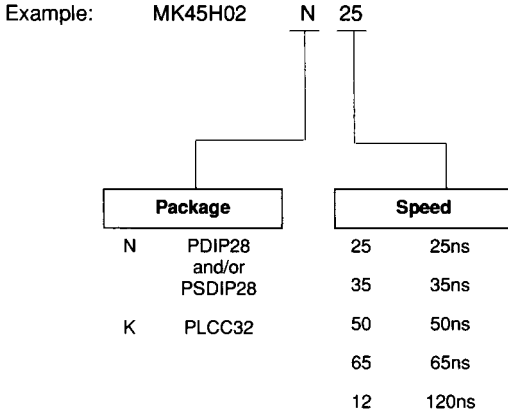 Example: MK45H02 N 25
Package Speed
N PDIP28 and/or PSDIP28
K PLCC32
25 25ns
35 35ns
50 50ns
65 65ns
12 120ns